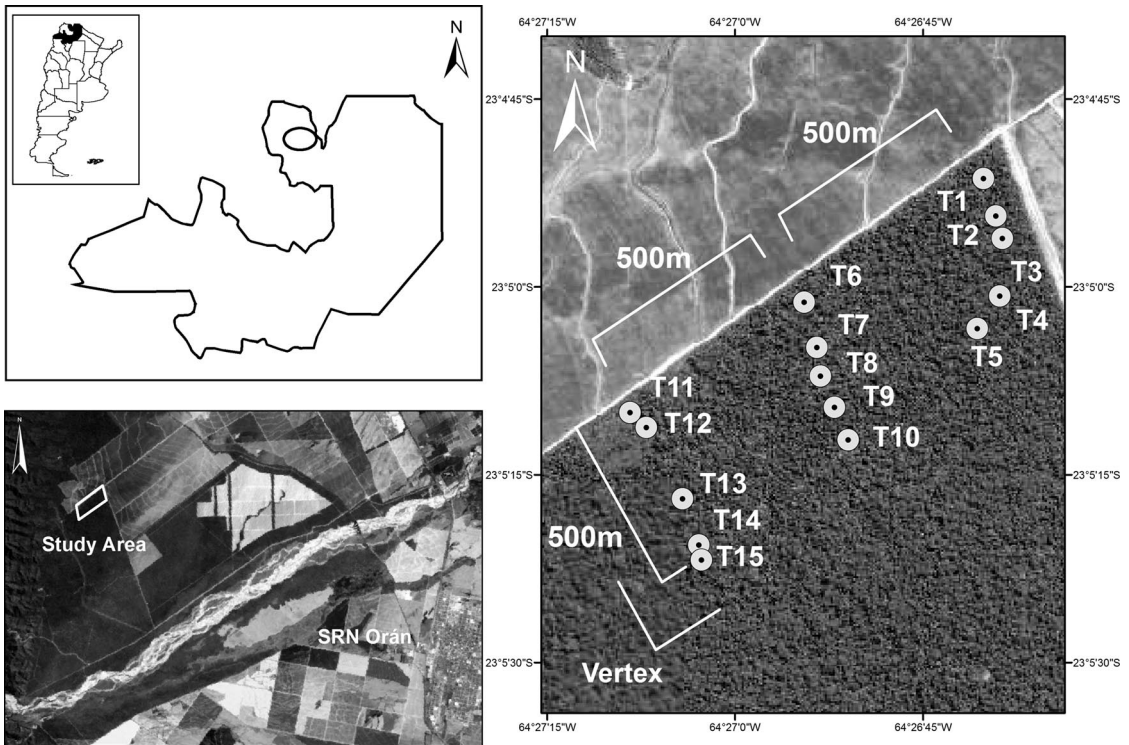 N
N
Study Area
SRN Orán
64°27'15"W
64°27'0"W
64°26'45"W
N
23°4'45"S
23°5'0"S
23°5'15"S
23°5'30"S
500m
500m
500m
T1
T2
T3
T4
T5
T6
T7
T8
T9
T10
T11
T12
T13
T14
T15
Vertex
64°27'15"W
64°27'0"W
64°26'45"W
23°4'45"S
23°5'0"S
23°5'15"S
23°5'30"S